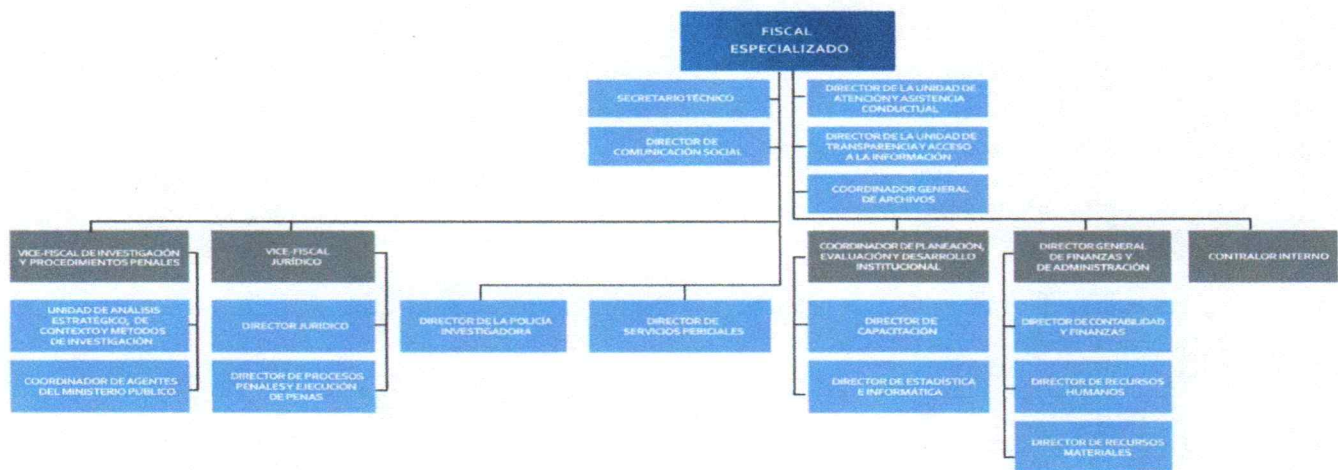 FISCAL
ESPECIALIZADO
SECRETARIO TÉCNICO
DIRECTOR DE
COMUNICACIÓN SOCIAL
DIRECTOR DE LA UNIDAD DE
ATENCIÓN Y ASISTENCIA
CONDUCTUAL
DIRECTOR DE LA UNIDAD DE
TRANSPARENCIA Y ACCESO
A LA INFORMACIÓN
COORDINADOR GENERAL
DE ARCHIVOS
VICE-FISCAL DE INVESTIGACIÓN
Y PROCEDIMIENTOS PENALES
UNIDAD DE ANÁLISIS
ESTRATÉGICO, DE
CONTEXTO Y MÉTODOS
DE INVESTIGACIÓN
COORDINADOR DE AGENTES
DEL MINISTERIO PÚBLICO
VICE-FISCAL
JURÍDICO
DIRECTOR JURÍDICO
DIRECTOR DE PROCESOS
PENALES Y EJECUCIÓN
DE PENAS
DIRECTOR DE LA POLICÍA
INVESTIGADORA
DIRECTOR DE
SERVICIOS PERICIALES
COORDINADOR DE PLANEACIÓN,
EVALUACIÓN Y DESARROLLO
INSTITUCIONAL
DIRECTOR DE
CAPACITACIÓN
DIRECTOR DE ESTADÍSTICA
E INFORMÁTICA
DIRECTOR GENERAL
DE FINANZAS Y
DE ADMINISTRACIÓN
DIRECTOR DE CONTABILIDAD
Y FINANZAS
DIRECTOR DE RECURSOS
HUMANOS
DIRECTOR DE RECURSOS
MATERIALES
CONTRALOR INTERNO